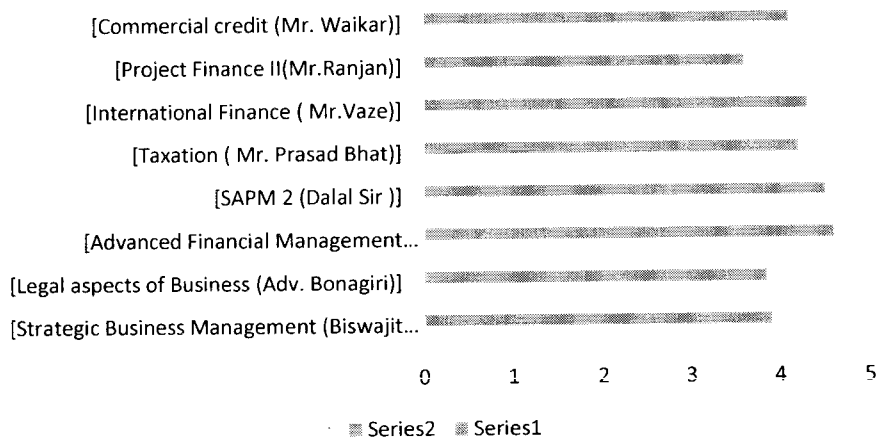 [Commercial credit (Mr. Waikar)]
[Project Finance II(Mr.Ranjan)]
[International Finance ( Mr.Vaze)]
[Taxation ( Mr. Prasad Bhat)]
[SAPM 2 (Dalal Sir )]
[Advanced Financial Management...
[Legal aspects of Business (Adv. Bonagiri)]
[Strategic Business Management (Biswajit...
0 1 2 3 4 5
Series2 Series1